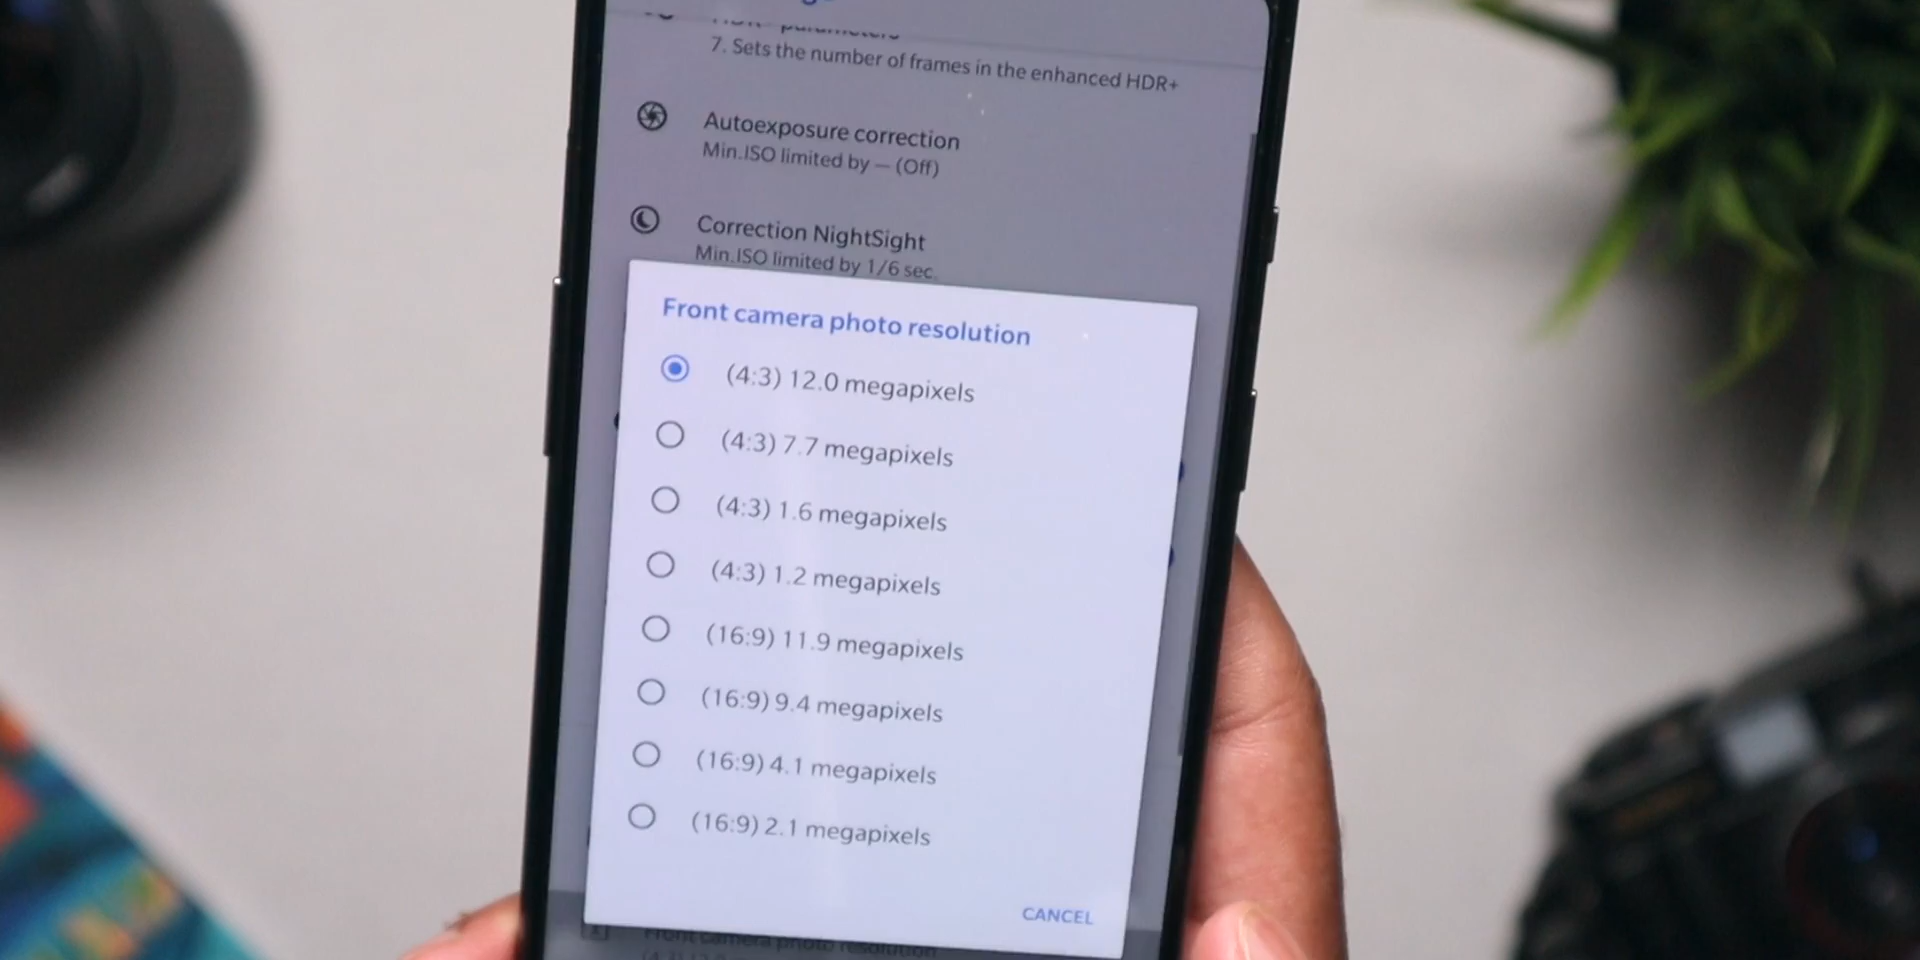 HDR+ parameters
7. Sets the number of frames in the enhanced HDR+
Autoexposure correction
Min.ISO limited by — (Off)
Correction NightSight
Min.ISO limited by 1/6 sec.
Front camera photo resolution
(4:3) 12.0 megapixels
(4:3) 7.7 megapixels
(4:3) 1.6 megapixels
(4:3) 1.2 megapixels
(16:9) 11.9 megapixels
(16:9) 9.4 megapixels
(16:9) 4.1 megapixels
(16:9) 2.1 megapixels
CANCEL
Front camera photo resolution